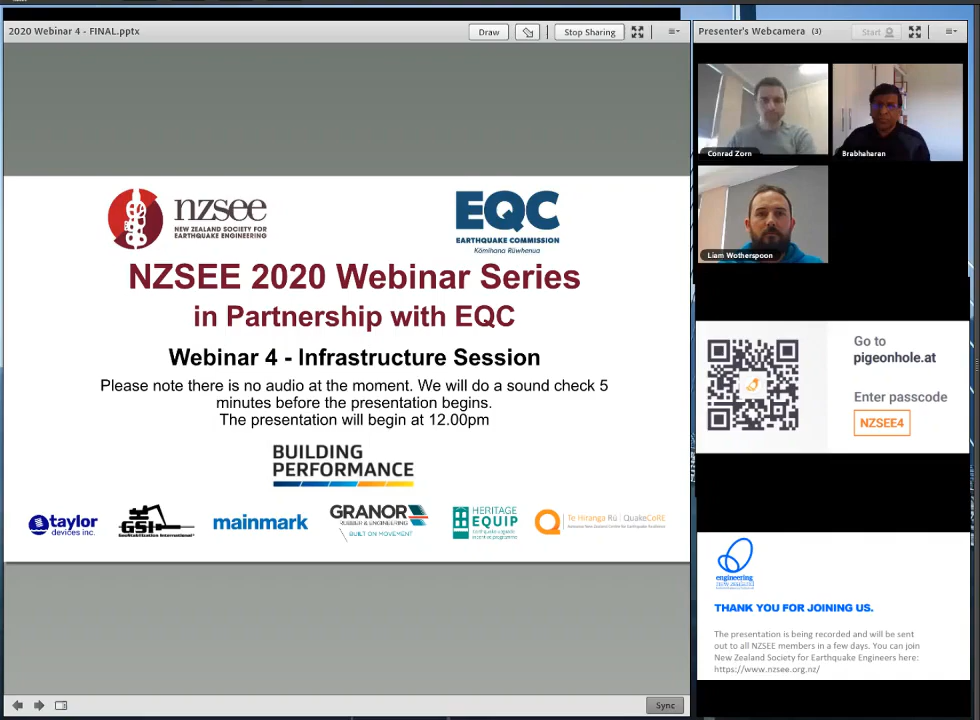 2020 Webinar 4 - FINAL.pptx
Draw
Stop Sharing
Presenter's Webcamera (3)
Start
Conrad Zorn
Brabhaharan
Liam Wotherspoon
nzsee
NEW ZEALAND SOCIETY FOR
EARTHQUAKE ENGINEERING
EQC
EARTHQUAKE COMMISSION
Kōmihana Rūwhenua
NZSEE 2020 Webinar Series
in Partnership with EQC
Webinar 4 - Infrastructure Session
Please note there is no audio at the moment. We will do a sound check 5
minutes before the presentation begins.
The presentation will begin at 12.00pm
BUILDING
PERFORMANCE
taylor
devices inc.
GSI
GeoStabilization International
mainmark
GRANOR
RUBBER & ENGINEERING
BUILT ON MOVEMENT
HERITAGE
EQUIP
Te Hiranga Rū | QuakeCoRE
Sync
Go to
pigeonhole.at
Enter passcode
NZSEE4
engineering
THANK YOU FOR JOINING US.
The presentation is being recorded and will be sent
out to all NZSEE members in a few days. You can join
New Zealand Society for Earthquake Engineers here:
https://www.nzsee.org.nz/